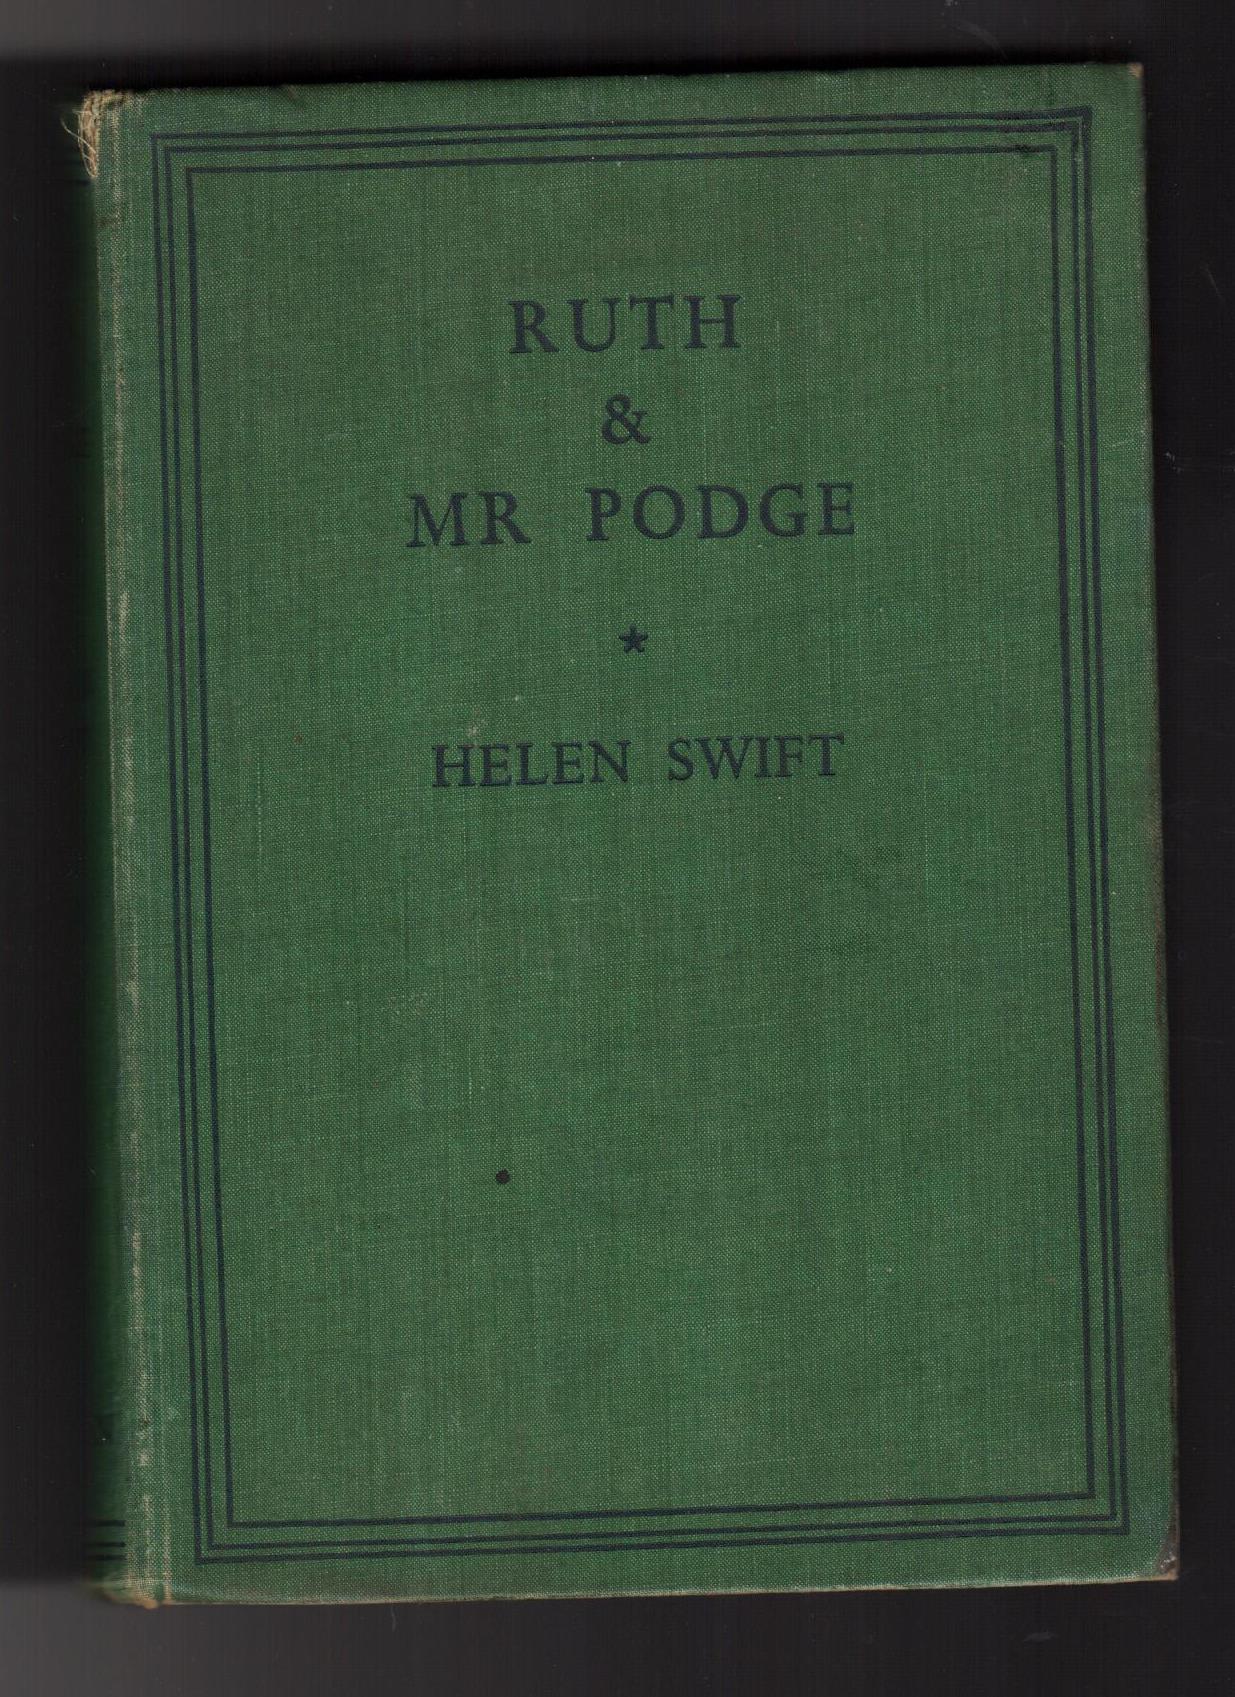 RUTH
&
MR PODGE
*
HELEN SWIFT